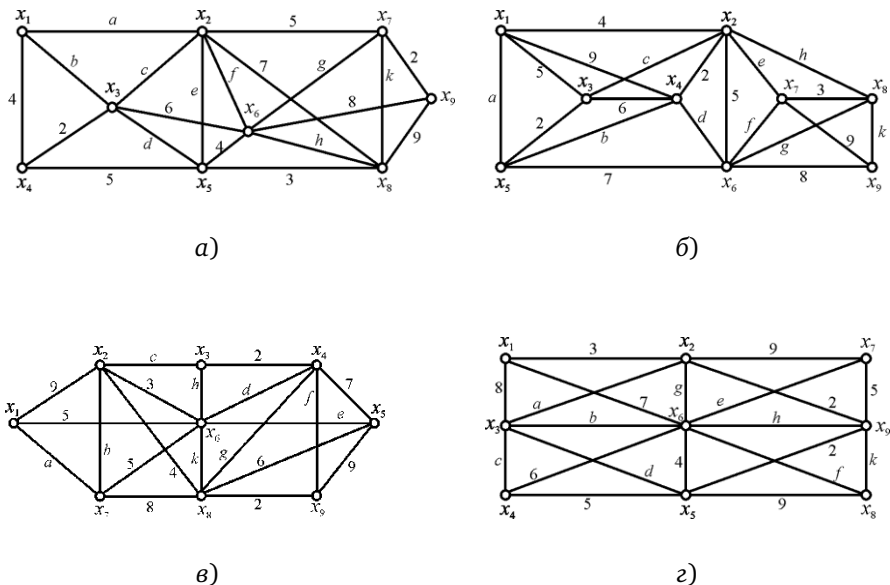 x₁ a x₂ 5 x₇
b c 7 g 2
e f k
4 x₃ 6 8 x₉
x₆
2 d 4 h 9
x₄ 5 x₅ 3 x₈
а)
x₁ 4 x₂
9 c h
5 x₃ x₄ 2 e x₇ x₈
a 6 5 3
2 b d f g 9 k
x₅ 7 x₆ 8 x₉
б)
x₂ c x₃ 2 x₄
9 3 h d 7
f
x₁ 5 x₆ e x₅
b k g 6
a 5 4 9
x₇ 8 x₈ 2 x₉
в)
x₁ 3 x₂ 9 x₇
8 g 5
a 7 e 2
x₃ b x₆ h x₉
c 6 d 4 2 f k
x₄ 5 x₅ 9 x₈
г)